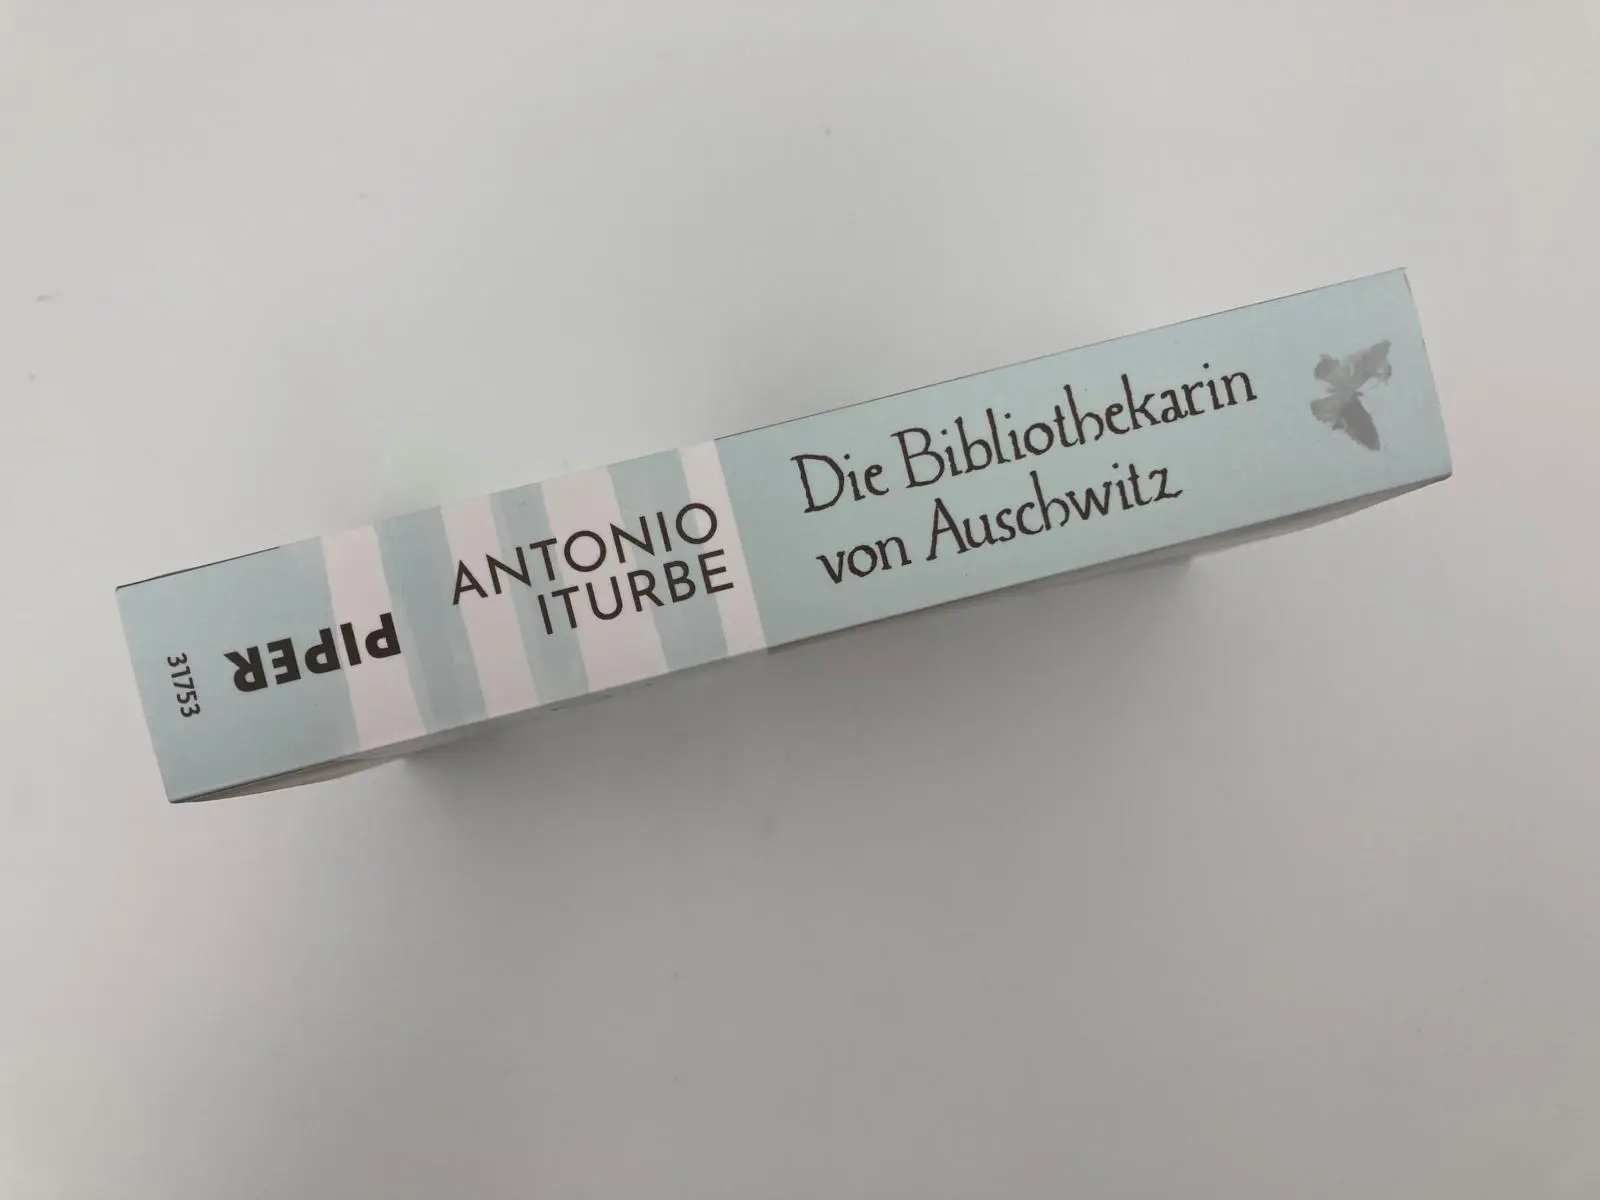 Die Bibliothekarin
von Auschwitz
ANTONIO
ITURBE
PIPER
31753